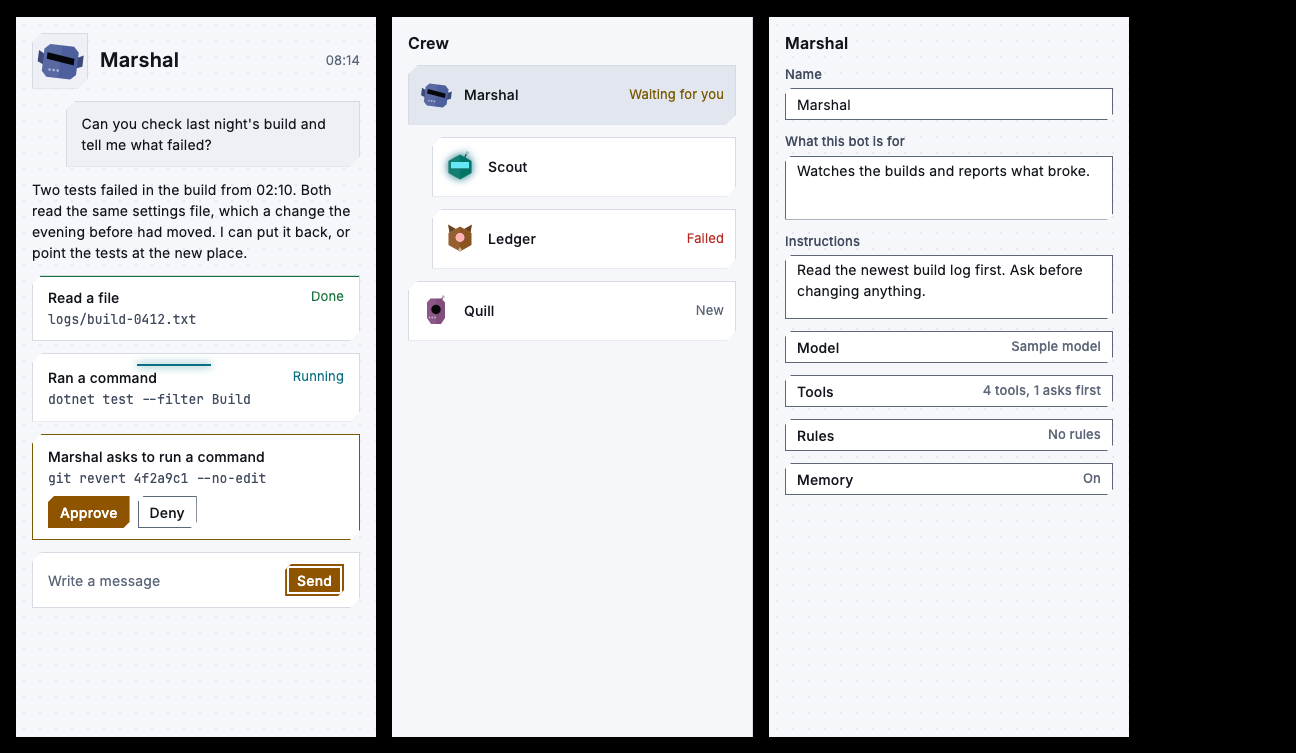 Marshal
08:14
Can you check last night's build and
tell me what failed?
Two tests failed in the build from 02:10. Both
read the same settings file, which a change the
evening before had moved. I can put it back, or
point the tests at the new place.
Read a file
Done
logs/build-0412.txt
Ran a command
Running
dotnet test --filter Build
Marshal asks to run a command
git revert 4f2a9c1 --no-edit
Approve
Deny
Write a message
Send
Crew
Marshal
Waiting for you
Scout
Ledger
Failed
Quill
New
Marshal
Name
Marshal
What this bot is for
Watches the builds and reports what broke.
Instructions
Read the newest build log first. Ask before
changing anything.
Model
Sample model
Tools
4 tools, 1 asks first
Rules
No rules
Memory
On